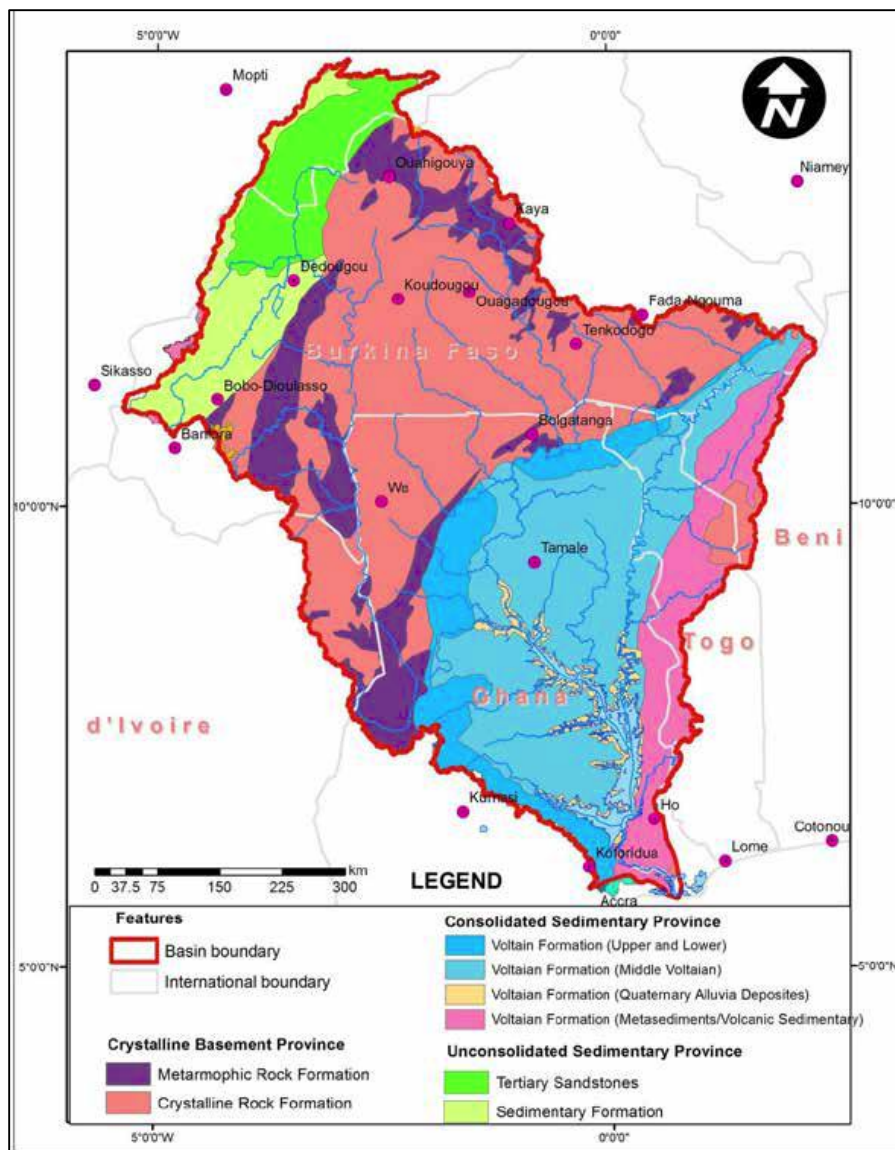 5°0'0"W
0°0'0"
Mopti
N
Niamey
Ouahigouya
Kaya
Dedougou
Koudougou
Ouagadougou
Fada-Ngouma
Tenkodogo
Burkina Faso
Sikasso
Bobo-Dioulasso
Banfora
Bolgatanga
Wa
10°0'0"N
10°0'0"N
Tamale
Beni
Togo
Ghana
d'Ivoire
Kumasi
Ho
Cotonou
Lome
Koforidua
Accra
km
0 37.5 75 150 225 300
LEGEND
Features
Basin boundary
International boundary
Crystalline Basement Province
Metarmophic Rock Formation
Crystalline Rock Formation
Consolidated Sedimentary Province
Voltain Formation (Upper and Lower)
Voltaian Formation (Middle Voltaian)
Voltaian Formation (Quaternary Alluvia Deposites)
Voltaian Formation (Metasediments/Volcanic Sedimentary)
Unconsolidated Sedimentary Province
Tertiary Sandstones
Sedimentary Formation
5°0'0"N
5°0'0"N
5°0'0"W
0°0'0"